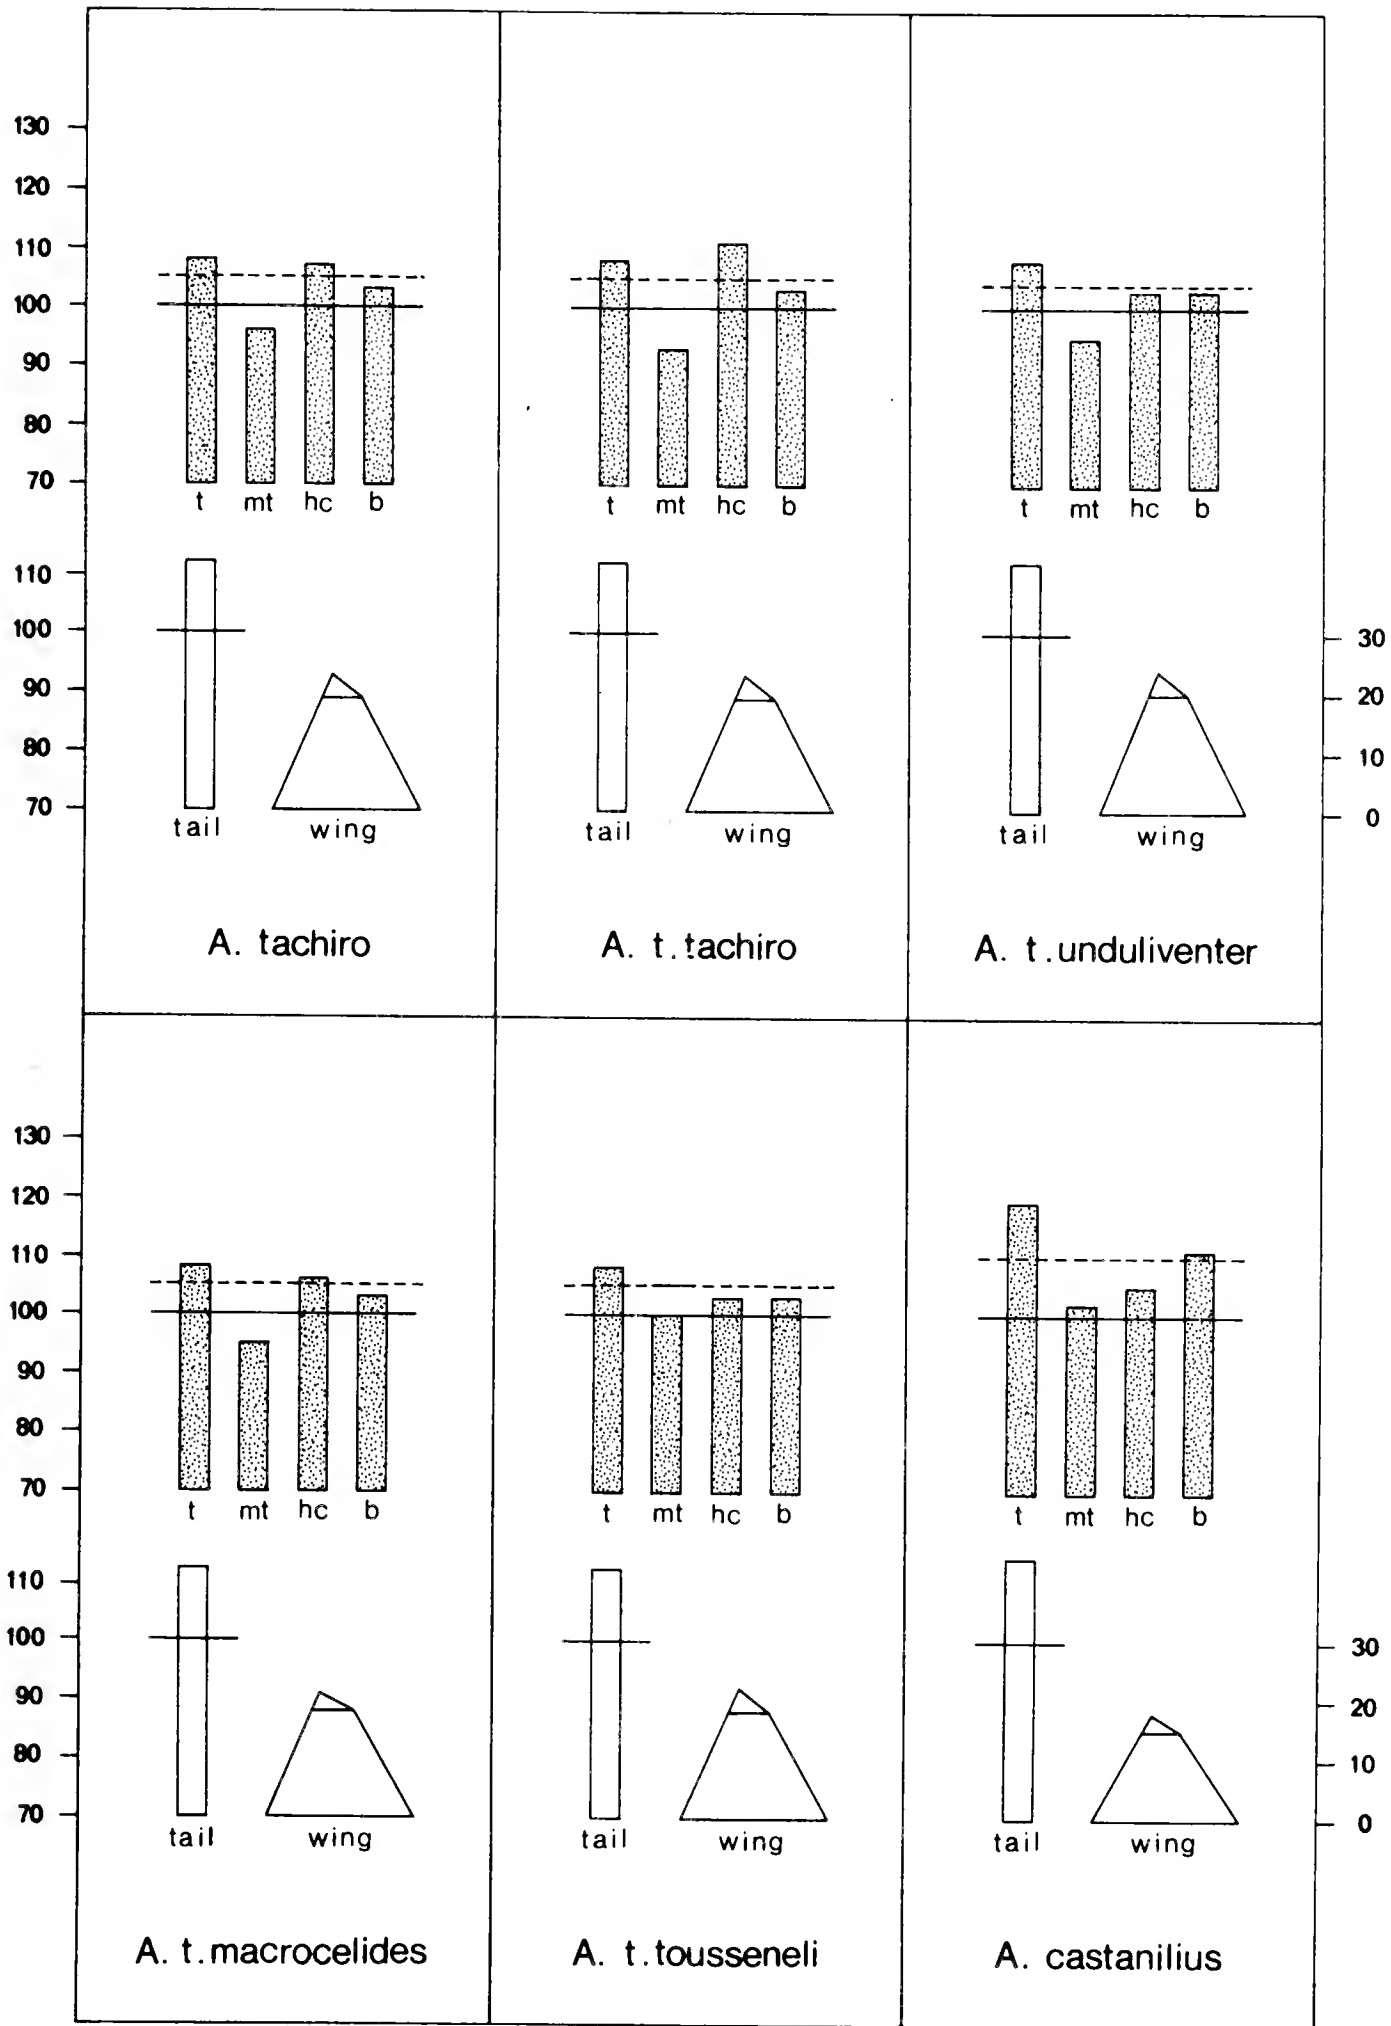 130
120
110
100
90
80
70
t mt hc b
t mt hc b
t mt hc b
110
100
90
80
70
30
20
10
0
tail wing
tail wing
tail wing
A. tachiro
A. t. tachiro
A. t. unduliventer
130
120
110
100
90
80
70
t mt hc b
t mt hc b
t mt hc b
110
100
90
80
70
30
20
10
0
tail wing
tail wing
tail wing
A. t. macrocelides
A. t. tousseneli
A. castanilius